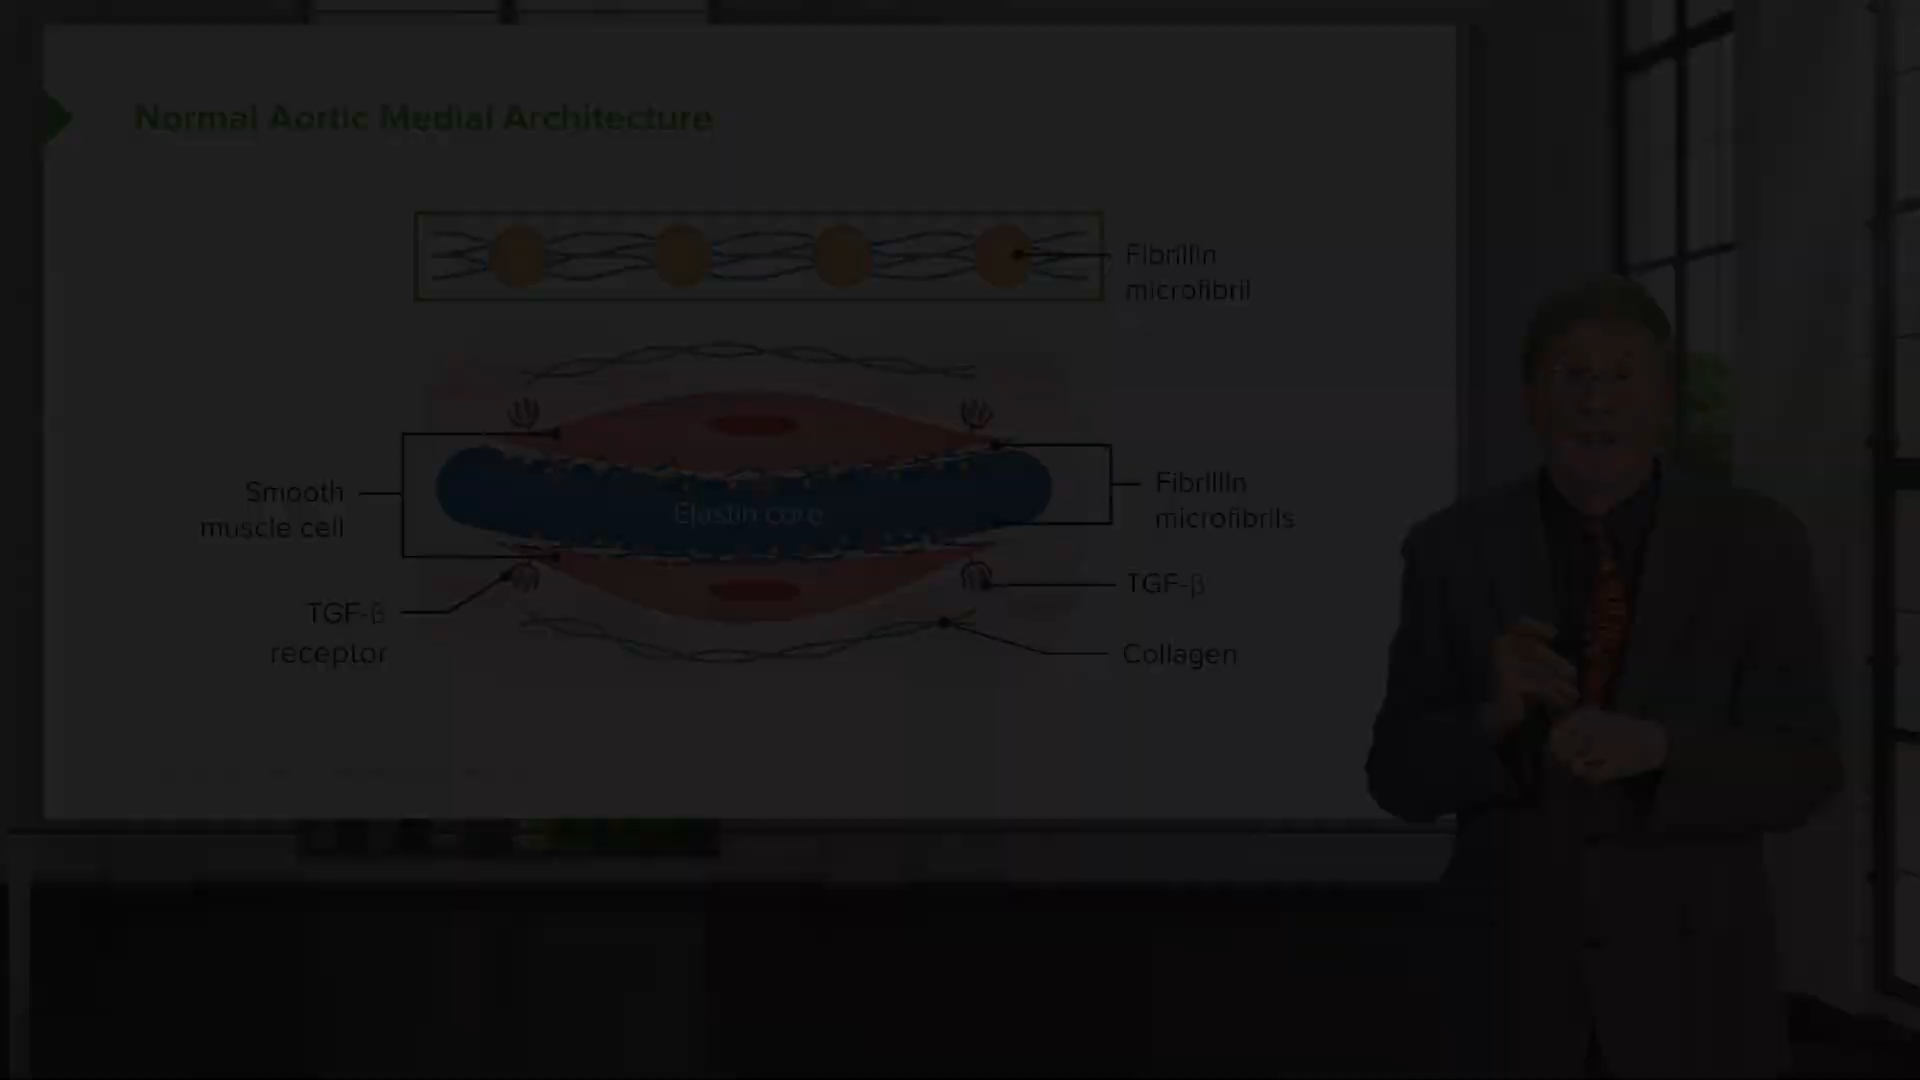 Normal Aortic Medial Architecture
Fibrillin
microfibril
Smooth
muscle cell
Elastin core
Fibrillin
microfibrils
TGF-β
receptor
TGF-β
Collagen